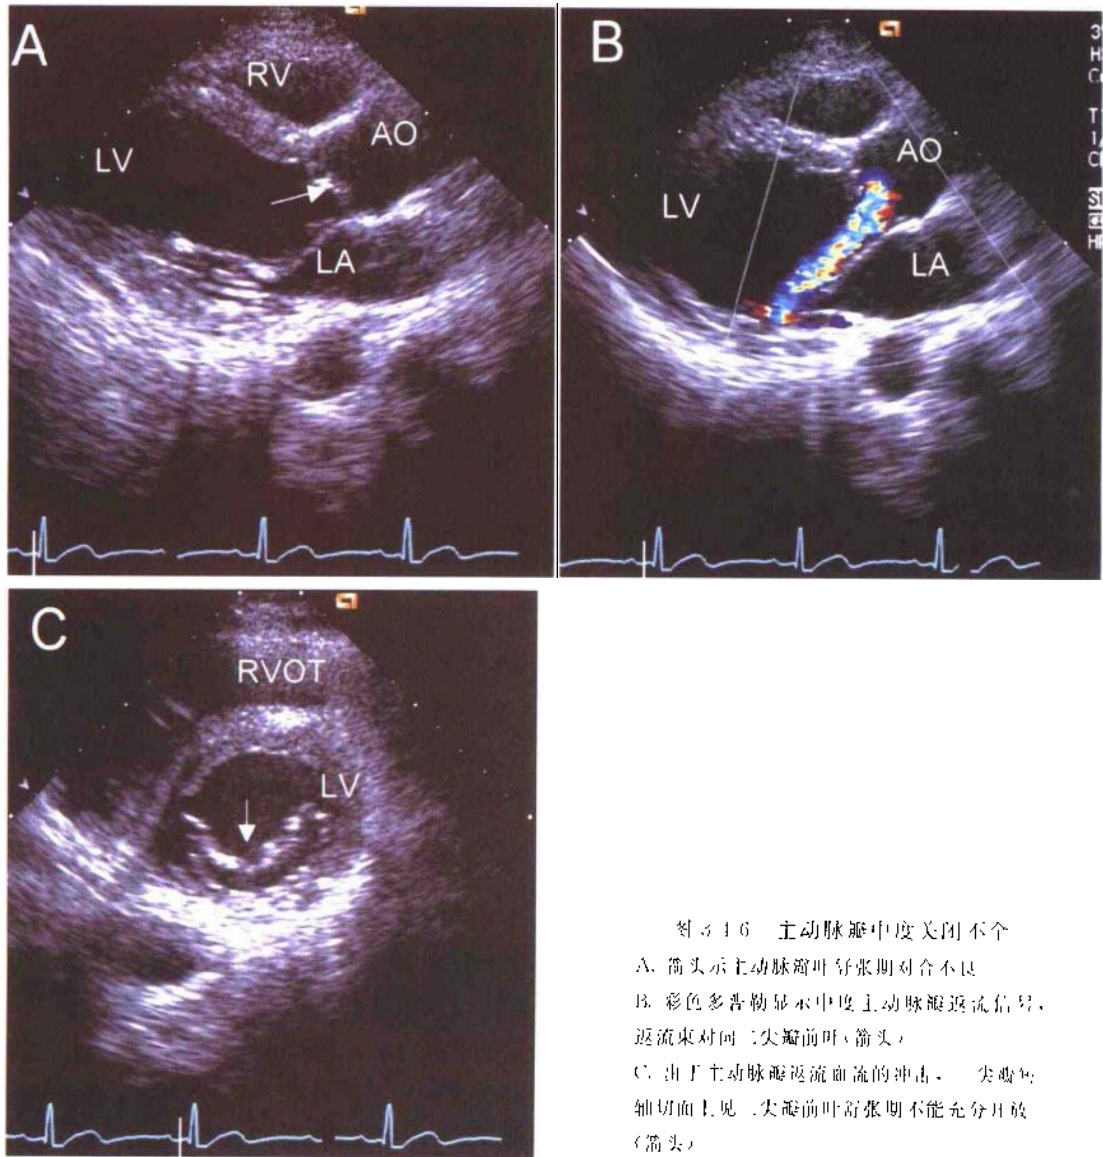 A
RV
AO
LV
LA
B
AO
LV
LA
3
H
C
T
1/
C
S
H
C
RVOT
LV
主动脉瓣中度关闭不全
A. 箭头示主动脉瓣叶舒张期对合不良
B. 彩色多普勒显示中度主动脉瓣返流信号,
返流束对向二尖瓣前叶(箭头)
C. 由于主动脉瓣返流血流的冲击, 尖瓣短
轴切面上见二尖瓣前叶舒张期不能充分开放
(箭头)